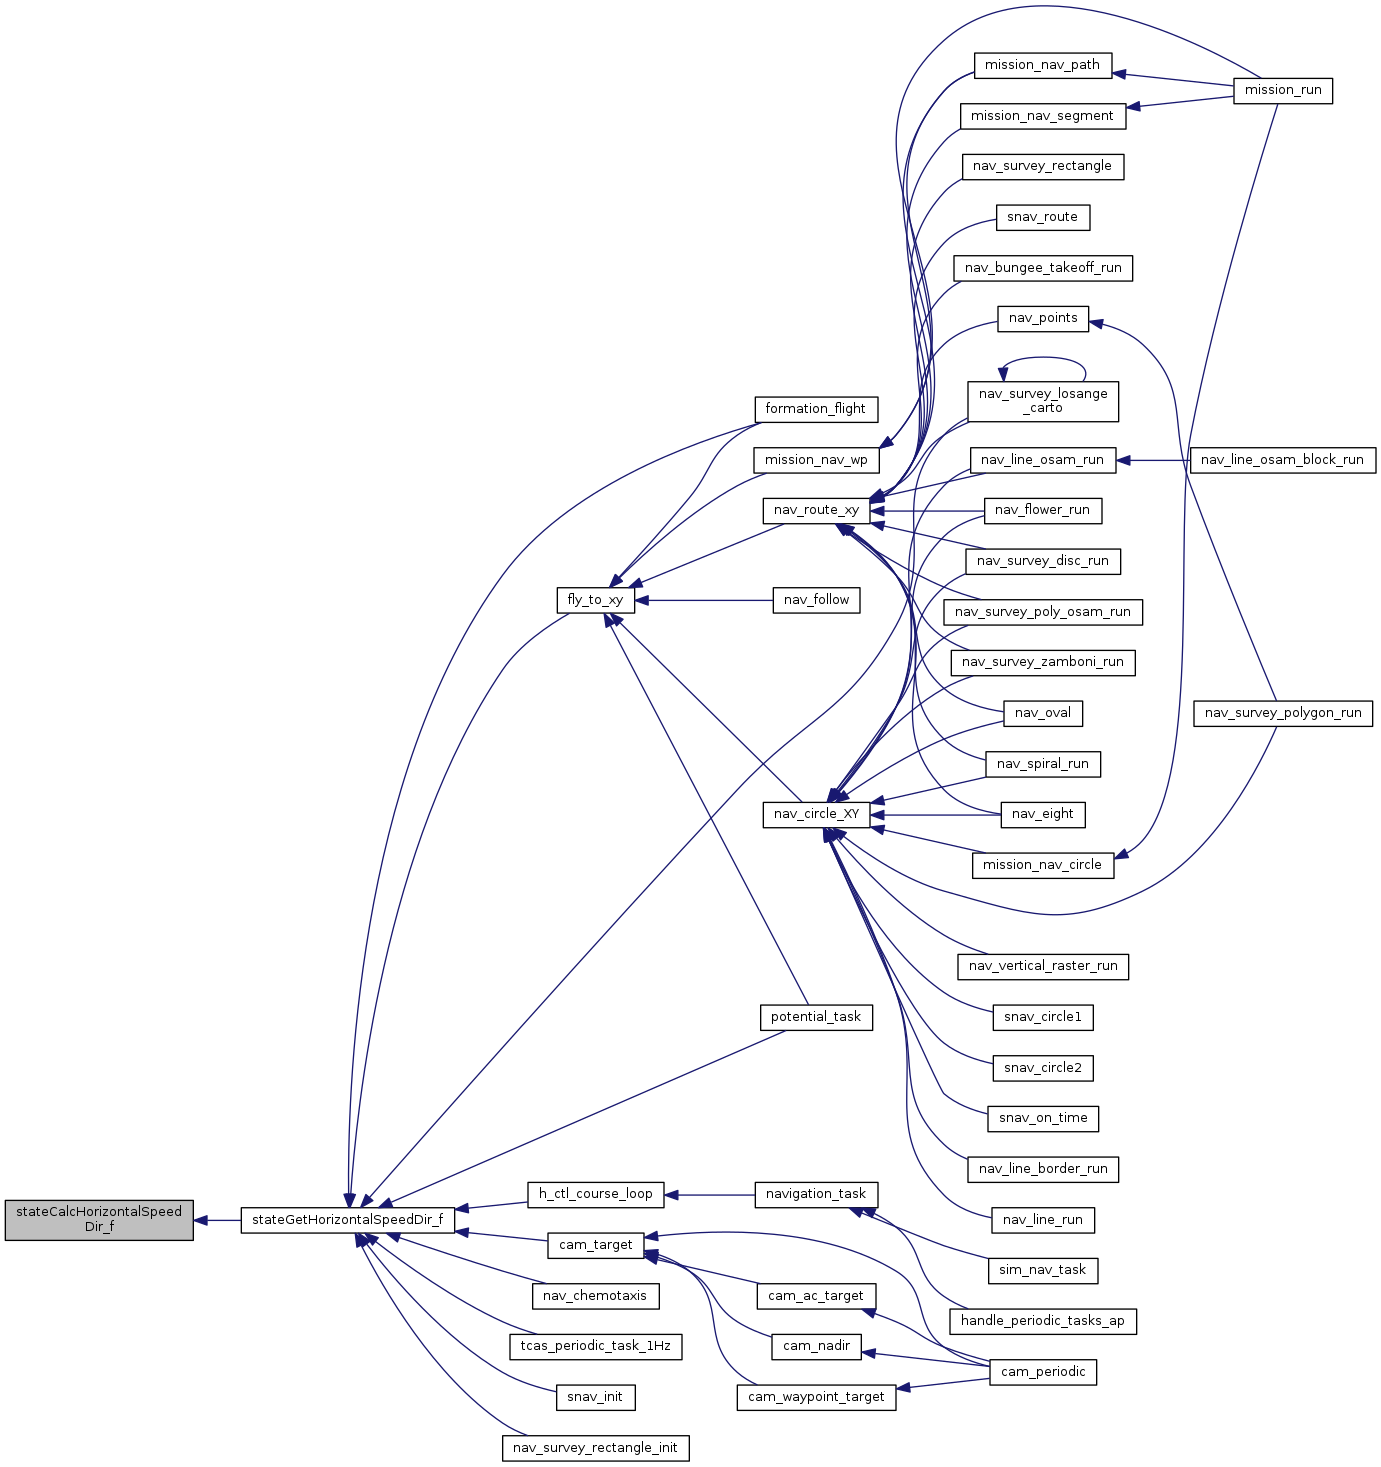 mission_nav_path
mission_run
mission_nav_segment
nav_survey_rectangle
snav_route
nav_bungee_takeoff_run
nav_points
nav_survey_losange
_carto
formation_flight
mission_nav_wp
nav_line_osam_run
nav_line_osam_block_run
nav_route_xy
nav_flower_run
nav_survey_disc_run
fly_to_xy
nav_follow
nav_survey_poly_osam_run
nav_survey_zamboni_run
nav_oval
nav_survey_polygon_run
nav_spiral_run
nav_circle_XY
nav_eight
mission_nav_circle
nav_vertical_raster_run
potential_task
snav_circle1
snav_circle2
snav_on_time
nav_line_border_run
h_ctl_course_loop
navigation_task
stateCalcHorizontalSpeed
Dir_f
stateGetHorizontalSpeedDir_f
nav_line_run
cam_target
sim_nav_task
nav_chemotaxis
cam_ac_target
handle_periodic_tasks_ap
tcas_periodic_task_1Hz
cam_nadir
cam_periodic
snav_init
cam_waypoint_target
nav_survey_rectangle_init